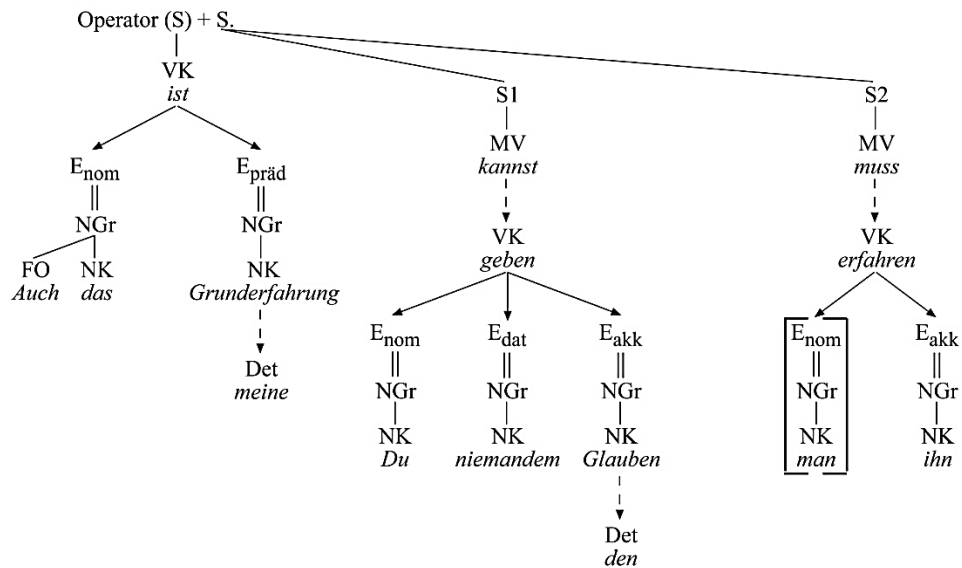 Operator (S) + S.
VK
ist
S1
S2
MV
kannst
MV
muss
Enom
Epräd
NGr
NGr
VK
geben
VK
erfahren
FO
Auch
NK
das
NK
Grunderfahrung
Enom
Edat
Eakk
Enom
Eakk
Det
meine
NGr
NGr
NGr
NGr
NGr
NK
Du
NK
niemandem
NK
Glauben
NK
man
NK
ihn
Det
den